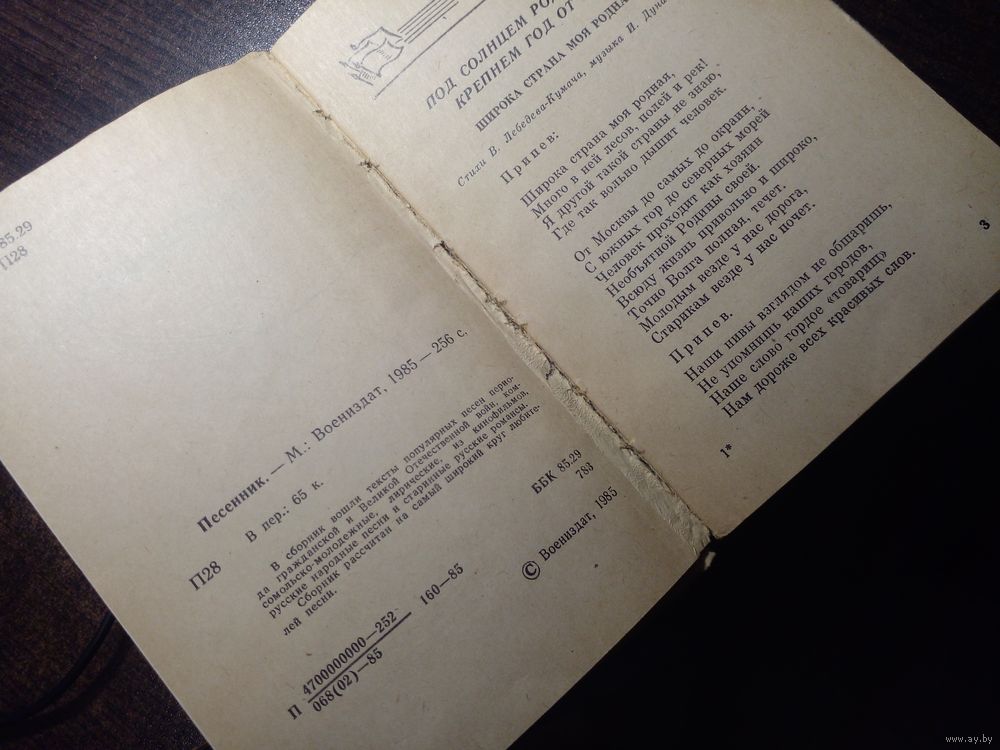 85.29
П28
Песенник. — М.: Воениздат, 1985 — 256 с.
П28
В пер.: 65 к.
В сборник вошли тексты популярных песен перио-
да гражданской и Великой Отечественной войн, ком-
сомольско-молодежные, лирические, из кинофильмов,
русские народные песни и старинные русские романсы.
Сборник рассчитан на самый широкий круг любите-
лей песни.
П 4700000000—252
068(02)—85
160—85
ББК 85.29
783
© Воениздат, 1985
ПОД СОЛНЦЕМ
КРЕПНЕМ ГОД ОТ
ШИРОКА СТРАНА МОЯ
Стихи В. Лебедева-Кумача, музыка И.
Припев:
Широка страна моя родная,
Много в ней лесов, полей и рек!
Я другой такой страны не знаю,
Где так вольно дышит человек.
От Москвы до самых до окраин,
С южных гор до северных морей
Человек проходит как хозяин
Необъятной Родины своей.
Всюду жизнь привольно и широко,
Точно Волга полная, течет.
Молодым везде у нас дорога,
Старикам везде у нас почет.
Припев.
Наши нивы взглядом не обшаришь,
Не упомнишь наших городов,
Наше слово гордое «товарищ»
Нам дороже всех красивых слов.
1*
3
www.ay.by